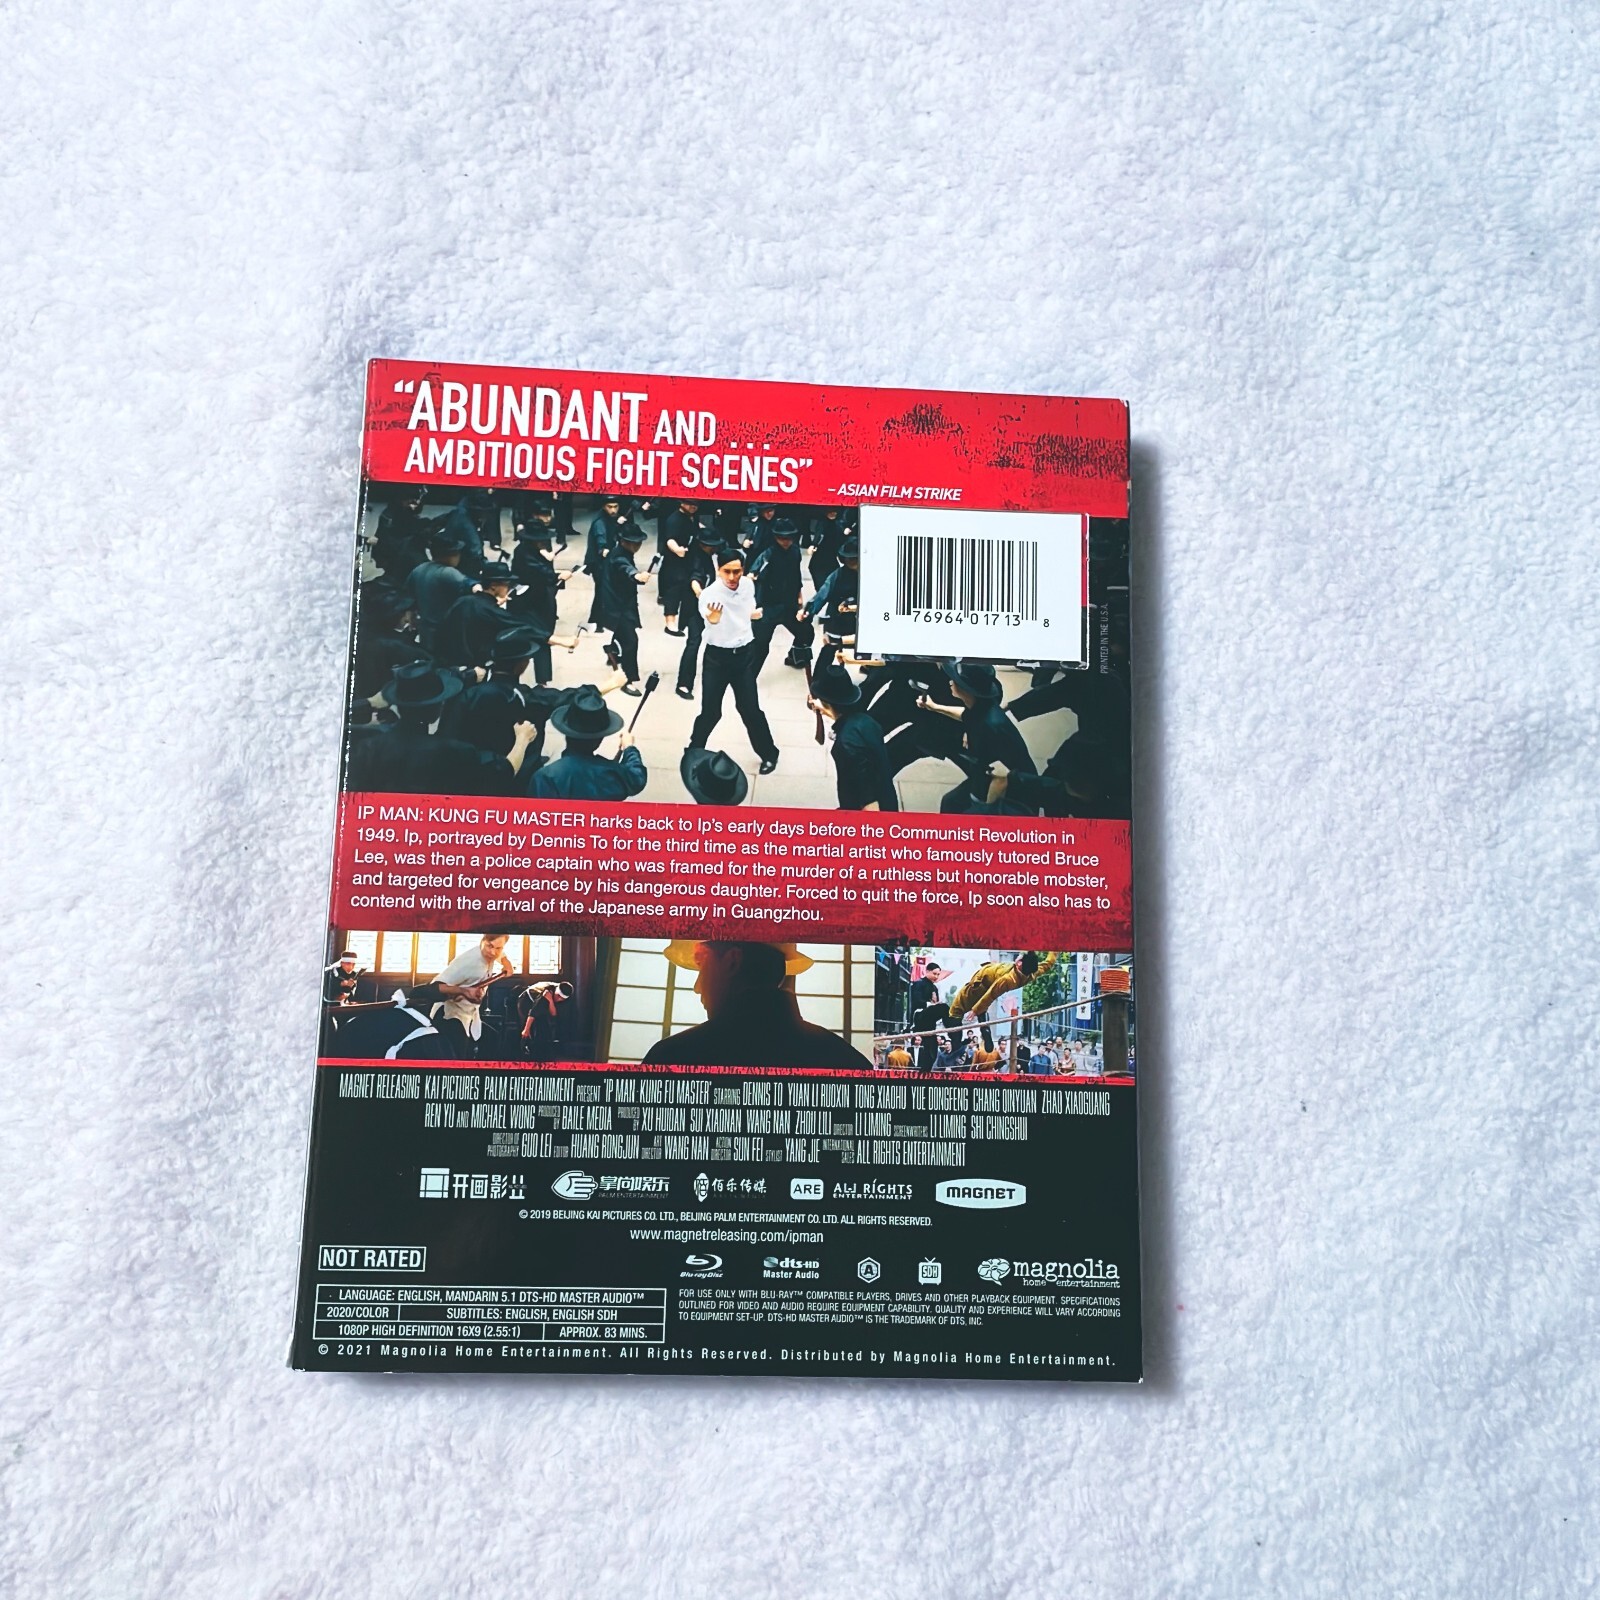 “ABUNDANT AND ...
AMBITIOUS FIGHT SCENES”
– ASIAN FILM STRIKE
8 76964 01713 8
PRINTED IN THE U.S.A.
IP MAN: KUNG FU MASTER harks back to Ip's early days before the Communist Revolution in
1949. Ip, portrayed by Dennis To for the third time as the martial artist who famously tutored Bruce
Lee, was then a police captain who was framed for the murder of a ruthless but honorable mobster,
and targeted for vengeance by his dangerous daughter. Forced to quit the force, Ip soon also has to
contend with the arrival of the Japanese army in Guangzhou.
MAGNET RELEASING KAI PICTURES PALM ENTERTAINMENT PRESENT "IP MAN: KUNG FU MASTER" STARRING DENNIS TO YUAN LI RUOXIN TONG XIAOHU YUE DONGFENG CHANG QINYUAN ZHAO XIAOGUANG
REN YU AND MICHAEL WONG PRODUCED BY BAILE MEDIA PRODUCED BY XU HUIDAN SUI XIAONAN WANG NAN ZHOU LILI DIRECTOR LI LIMING SCREENWRITERS LI LIMING SHI CHINGSHUI
DIRECTOR OF PHOTOGRAPHY GUO LEI EDITOR HUANG RONGJUN ART DIRECTOR WANG NAN ACTION DIRECTOR SUN FEI STYLIST YANG JIE INTERNATIONAL SALES ALL RIGHTS ENTERTAINMENT
开画影业 掌尚娱乐 PALM ENTERTAINMENT 佰乐传媒 ARE ALL RIGHTS ENTERTAINMENT MAGNET
© 2019 BEIJING KAI PICTURES CO. LTD., BEIJING PALM ENTERTAINMENT CO. LTD. ALL RIGHTS RESERVED.
www.magnetreleasing.com/ipman
NOT RATED
Blu-ray Disc dts-HD Master Audio A SDH magnolia home entertainment
LANGUAGE: ENGLISH, MANDARIN 5.1 DTS-HD MASTER AUDIO™
2020/COLOR SUBTITLES: ENGLISH, ENGLISH SDH
1080P HIGH DEFINITION 16X9 (2.55:1) APPROX. 83 MINS.
FOR USE ONLY WITH BLU-RAY™ COMPATIBLE PLAYERS, DRIVES AND OTHER PLAYBACK EQUIPMENT. SPECIFICATIONS
OUTLINED FOR VIDEO AND AUDIO REQUIRE EQUIPMENT CAPABILITY. QUALITY AND EXPERIENCE WILL VARY ACCORDING
TO EQUIPMENT SET-UP. DTS-HD MASTER AUDIO™ IS THE TRADEMARK OF DTS, INC.
© 2021 Magnolia Home Entertainment. All Rights Reserved. Distributed by Magnolia Home Entertainment.